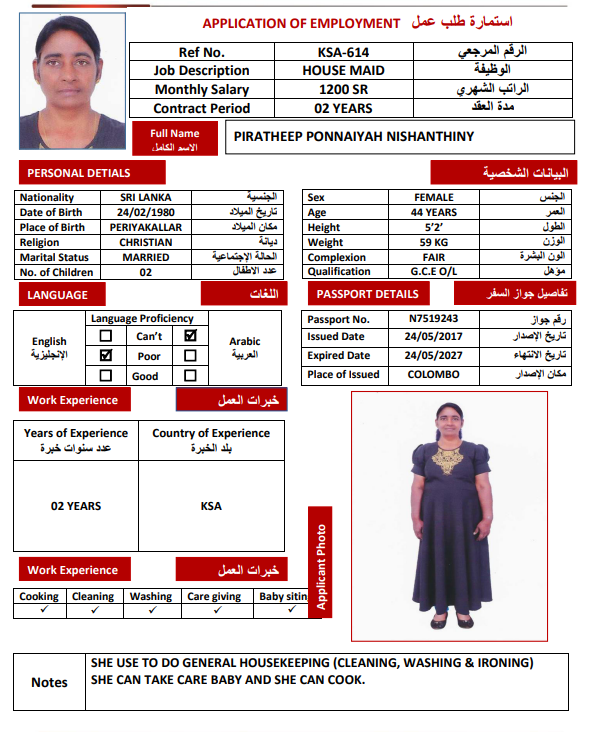 APPLICATION OF EMPLOYMENT استمارة طلب عمل
Ref No. KSA-614 الرقم المرجعي
Job Description HOUSE MAID الوظيفة
Monthly Salary 1200 SR الراتب الشهري
Contract Period 02 YEARS مدة العقد
Full Name PIRATHEEP PONNAIYAH NISHANTHINY
الاسم الكامل
PERSONAL DETIALS البيانات الشخصية
Nationality SRI LANKA الجنسية
Date of Birth 24/02/1980 تاريخ الميلاد
Place of Birth PERIYAKALLAR مكان الميلاد
Religion CHRISTIAN ديانة
Marital Status MARRIED الحالة الإجتماعية
No. of Children 02 عدد الاطفال
Sex FEMALE الجنس
Age 44 YEARS العمر
Height 5’2’ الطول
Weight 59 KG الوزن
Complexion FAIR الون البشرة
Qualification G.C.E O/L مؤهل
LANGUAGE اللغات
Language Proficiency
English Can’t Arabic
الإنجليزية Poor العربية
Good
PASSPORT DETAILS تفاصيل جواز السفر
Passport No. N7519243 رقم جواز
Issued Date 24/05/2017 تاريخ الإصدار
Expired Date 24/05/2027 تاريخ الانتهاء
Place of Issued COLOMBO مكان الإصدار
Work Experience خبرات العمل
Years of Experience Country of Experience
عدد سنوات خبرة بلد الخبرة
02 YEARS KSA
Work Experience خبرات العمل
Cooking Cleaning Washing Care giving Baby sitin
✓ ✓ ✓ ✓ ✓
Applicant Photo
Notes SHE USE TO DO GENERAL HOUSEKEEPING (CLEANING, WASHING & IRONING)
SHE CAN TAKE CARE BABY AND SHE CAN COOK.